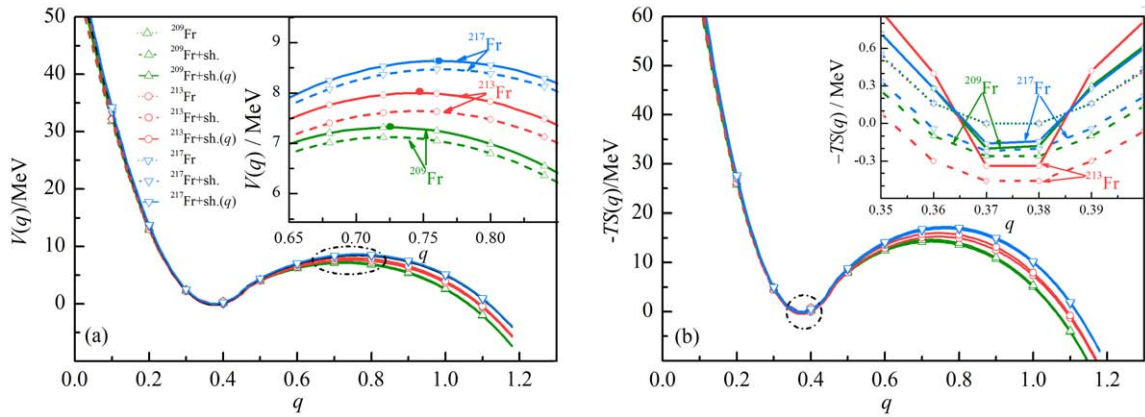 50
40
30
20
10
0
V(q)/MeV
0.0 0.2 0.4 0.6 0.8 1.0 1.2
q
(a)
²⁰⁹Fr
²⁰⁹Fr+sh.
²⁰⁹Fr+sh.(q)
²¹³Fr
²¹³Fr+sh.
²¹³Fr+sh.(q)
²¹⁷Fr
²¹⁷Fr+sh.
²¹⁷Fr+sh.(q)
9
8
7
6
V(q) / MeV
0.65 0.70 0.75 0.80
q
²¹⁷Fr
²¹³Fr
²⁰⁹Fr
60
50
40
30
20
10
0
-10
-TS(q)/MeV
0.0 0.2 0.4 0.6 0.8 1.0 1.2
q
(b)
0.6
0.3
0.0
-0.3
−TS(q) / MeV
0.35 0.36 0.37 0.38 0.39
q
²⁰⁹Fr
²¹⁷Fr
²¹³Fr